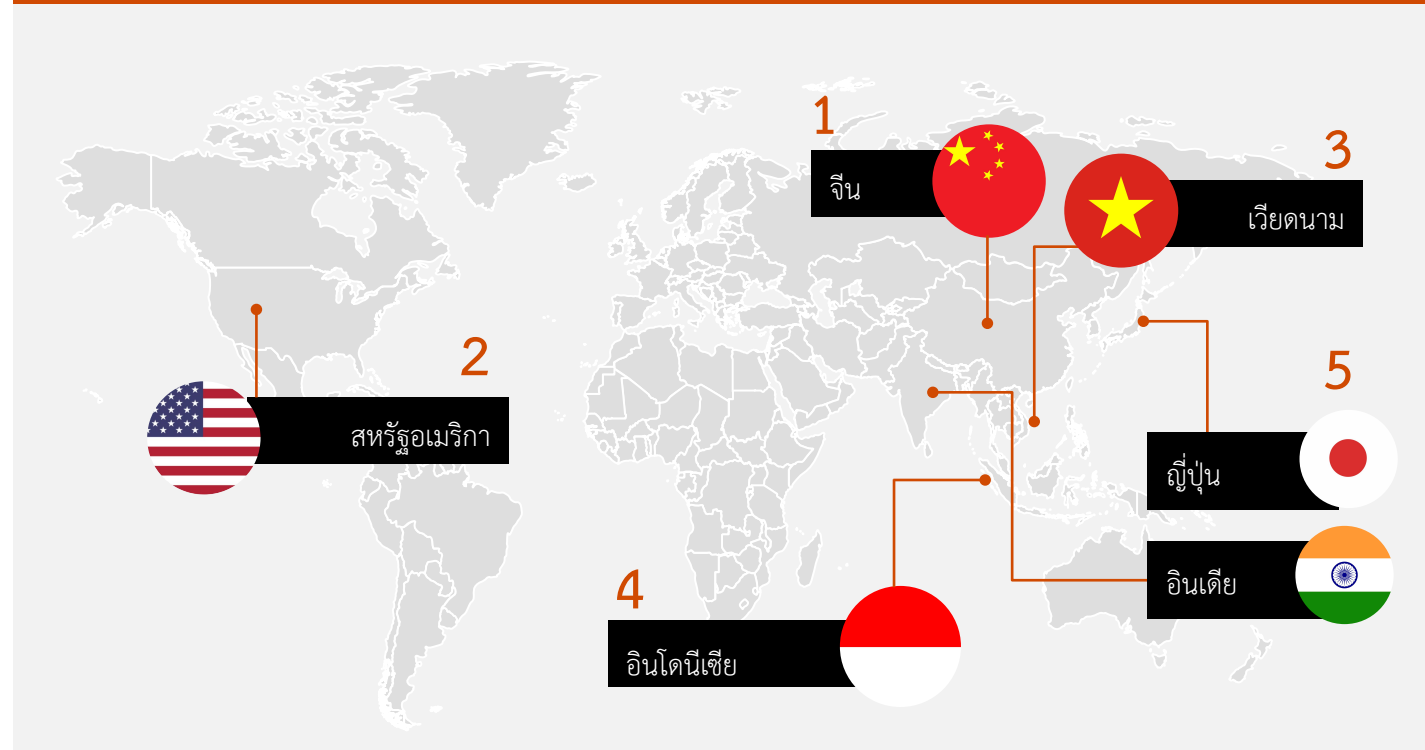 1
จีน
3
เวียดนาม
2
สหรัฐอเมริกา
5
ญี่ปุ่น
อินเดีย
4
อินโดนีเซีย